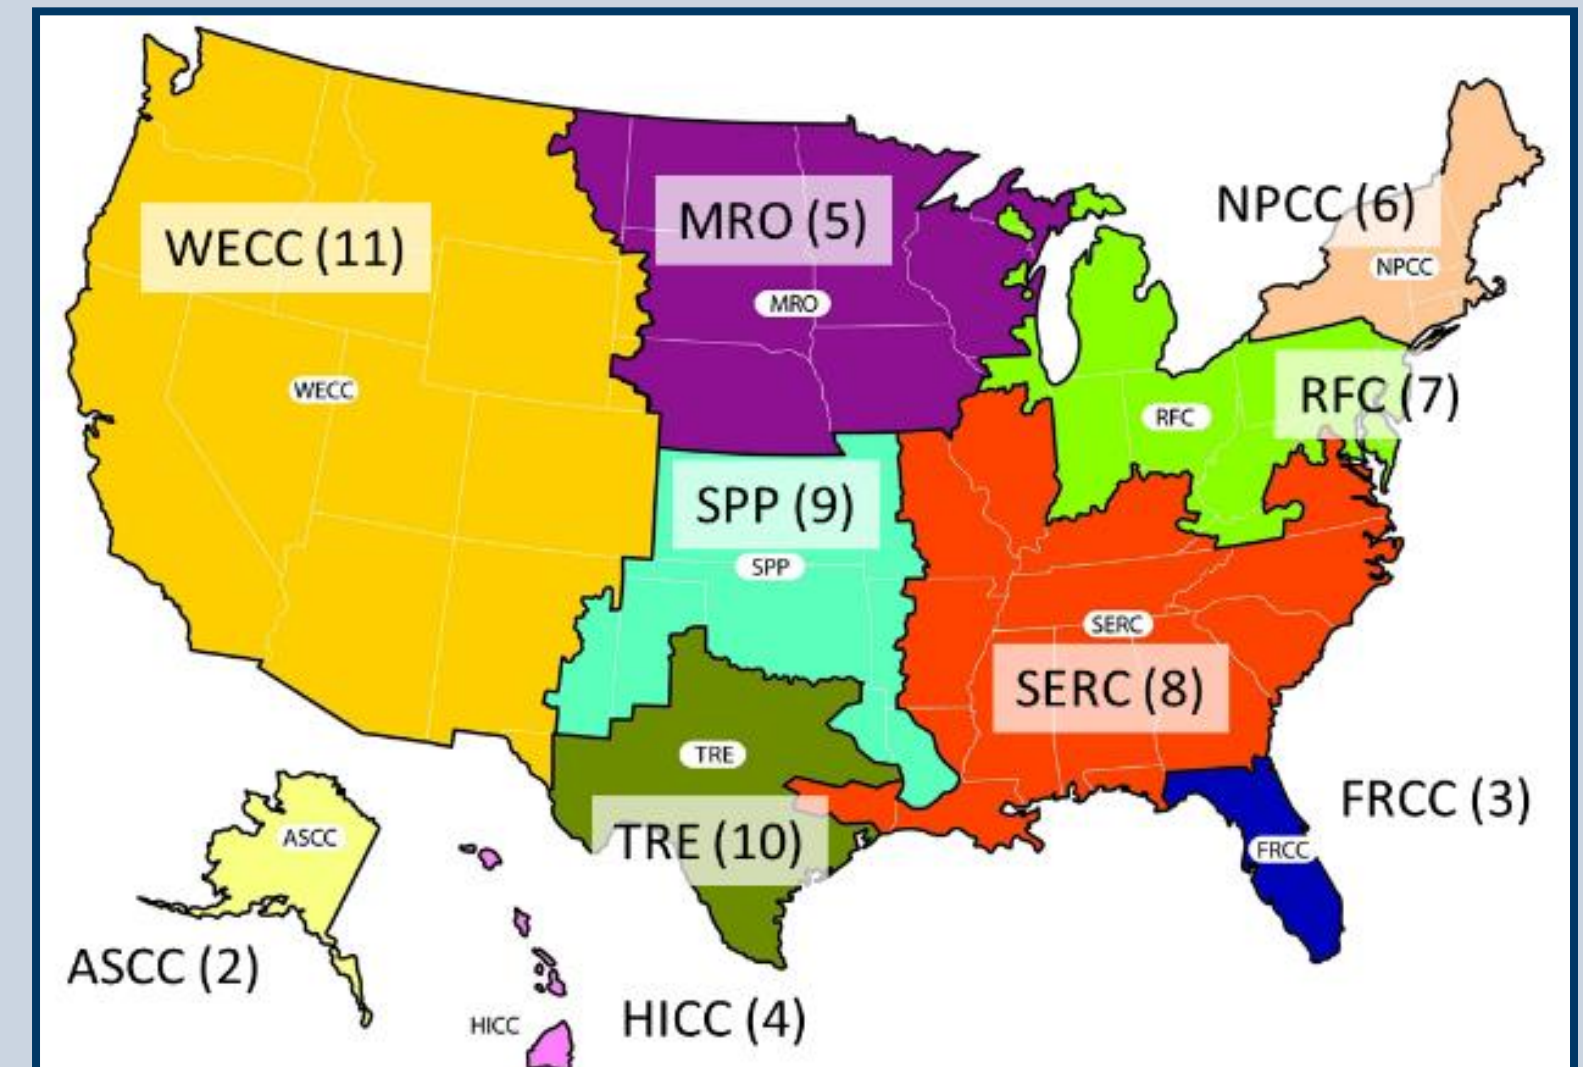 NPCC (6)
MRO (5)
WECC (11)
NPCC
MRO
WECC
RFC (7)
RFC
SPP (9)
SPP
SERC
SERC (8)
TRE
FRCC (3)
ASCC
TRE (10)
FRCC
ASCC (2)
HICC
HICC (4)